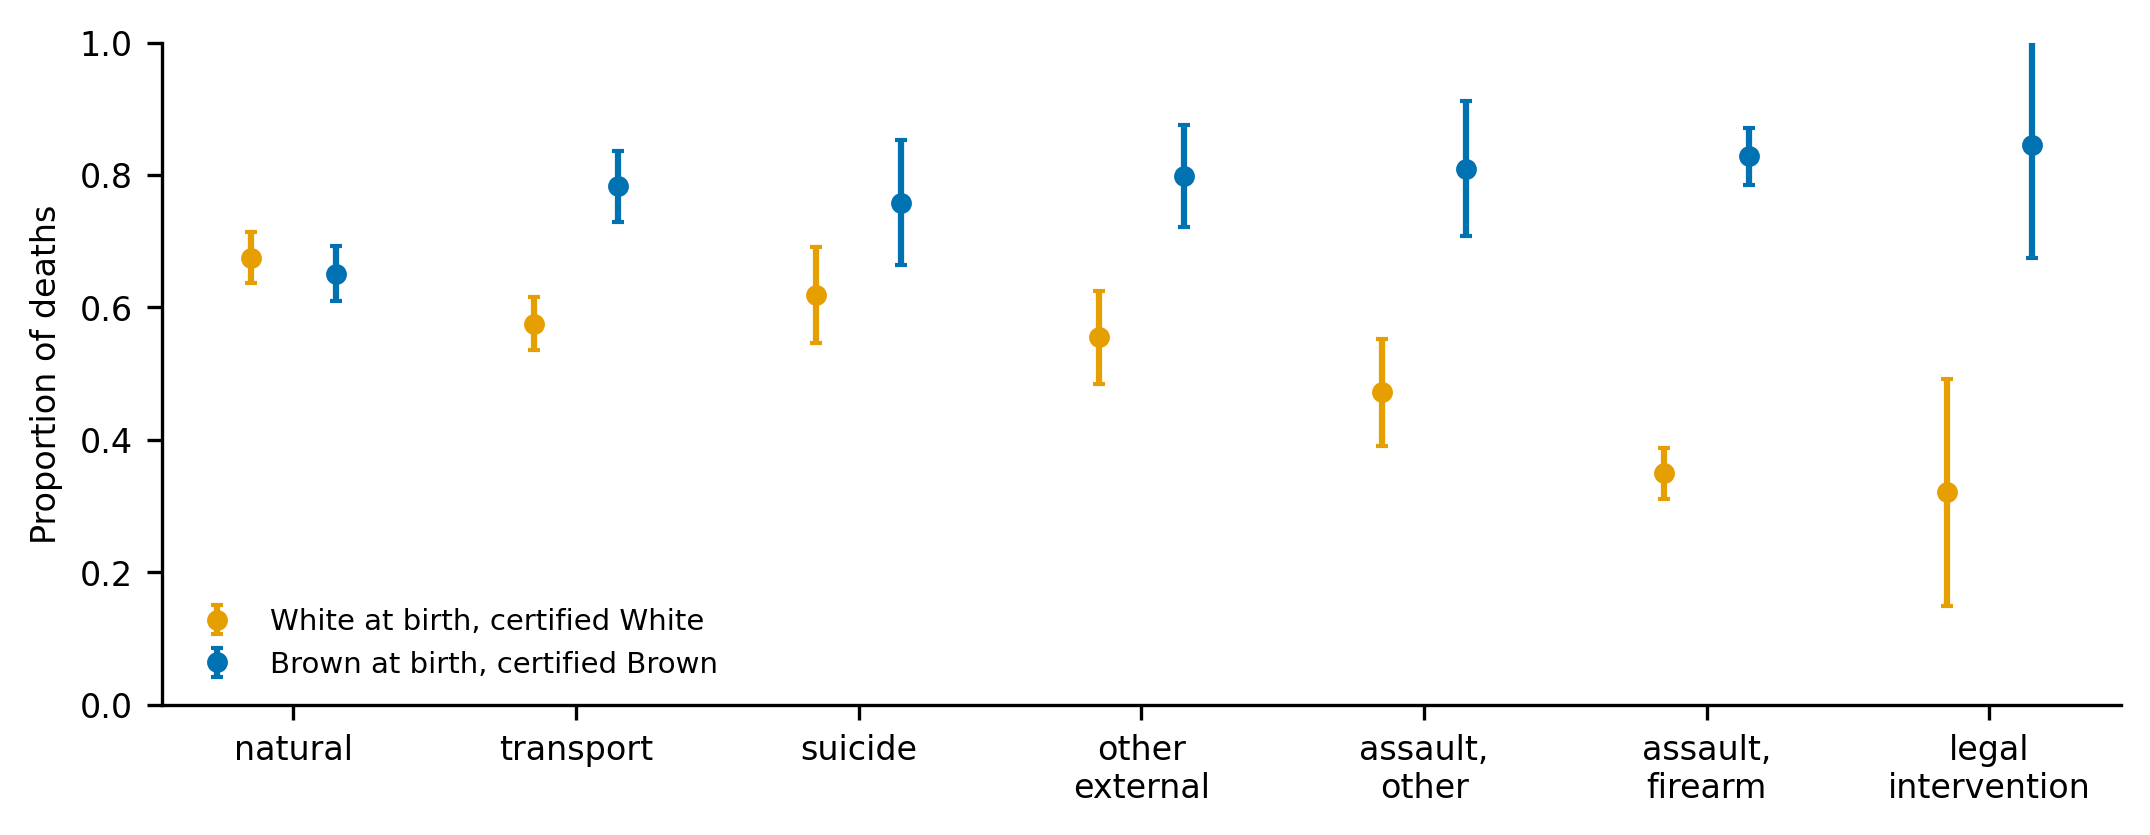 Proportion of deaths
1.0
0.8
0.6
0.4
0.2
0.0
White at birth, certified White
Brown at birth, certified Brown
natural
transport
suicide
other
external
assault,
other
assault,
firearm
legal
intervention